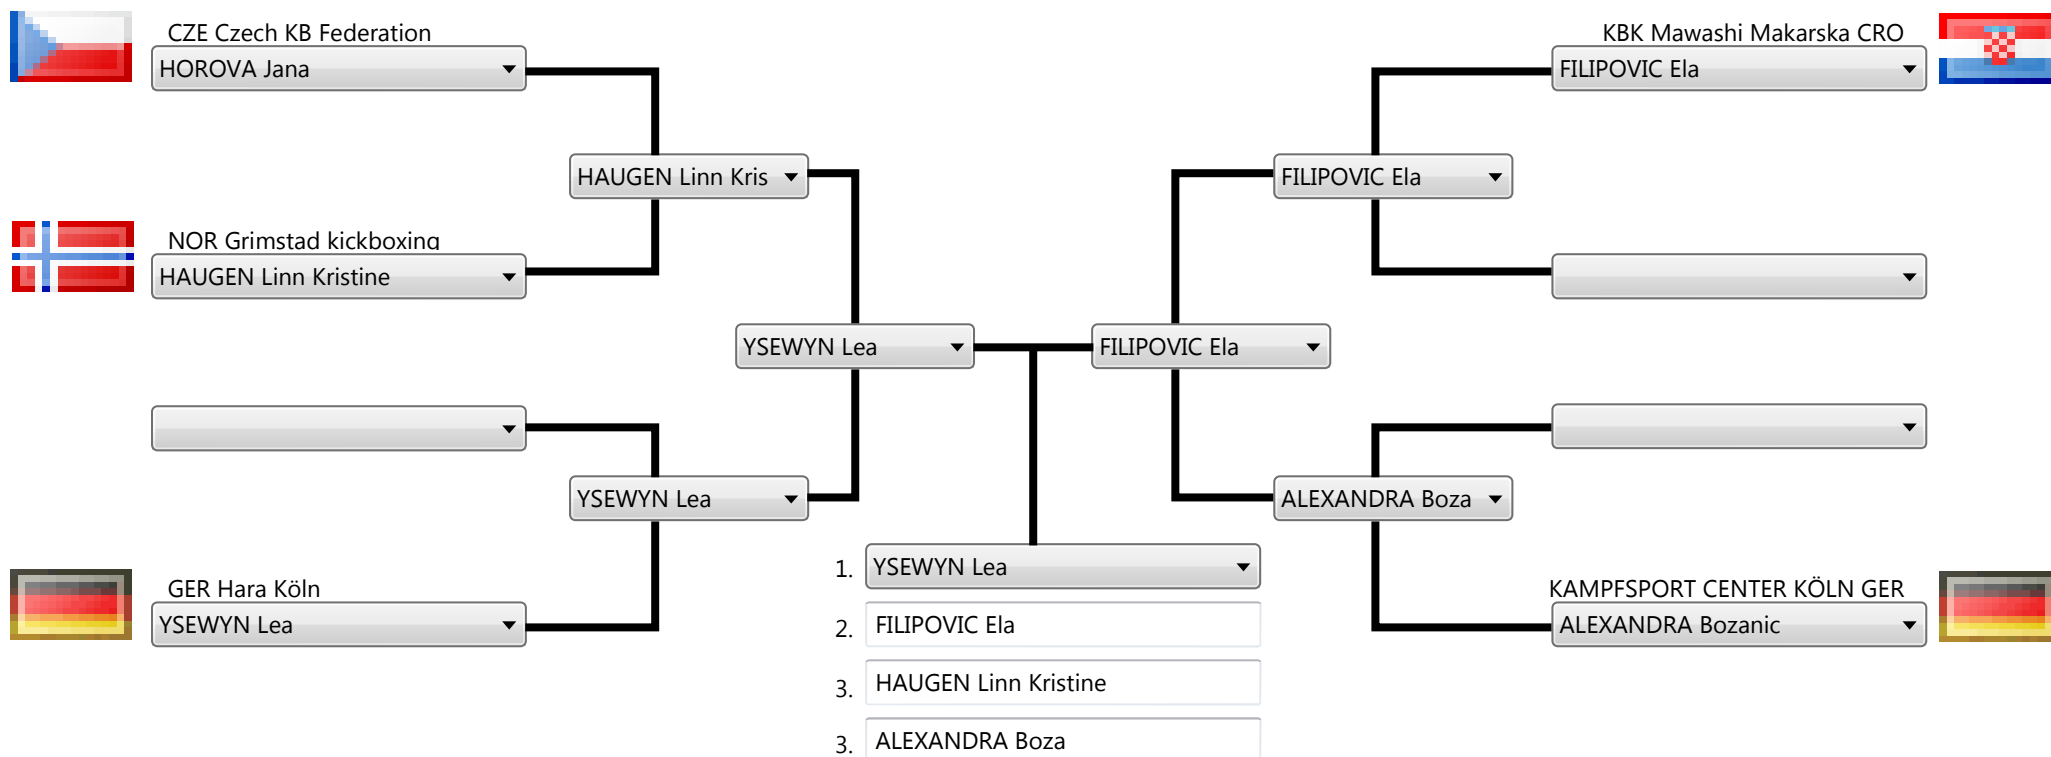 CZE Czech KB Federation
KBK Mawashi Makarska CRO
HOROVA Jana
FILIPOVIC Ela
HAUGEN Linn Kris
FILIPOVIC Ela
NOR Grimstad kickboxing
HAUGEN Linn Kristine
YSEWYN Lea
FILIPOVIC Ela
YSEWYN Lea
ALEXANDRA Boza
GER Hara Köln
KAMPFSPORT CENTER KÖLN GER
YSEWYN Lea
ALEXANDRA Bozanic
1. YSEWYN Lea
2. FILIPOVIC Ela
3. HAUGEN Linn Kristine
3. ALEXANDRA Boza